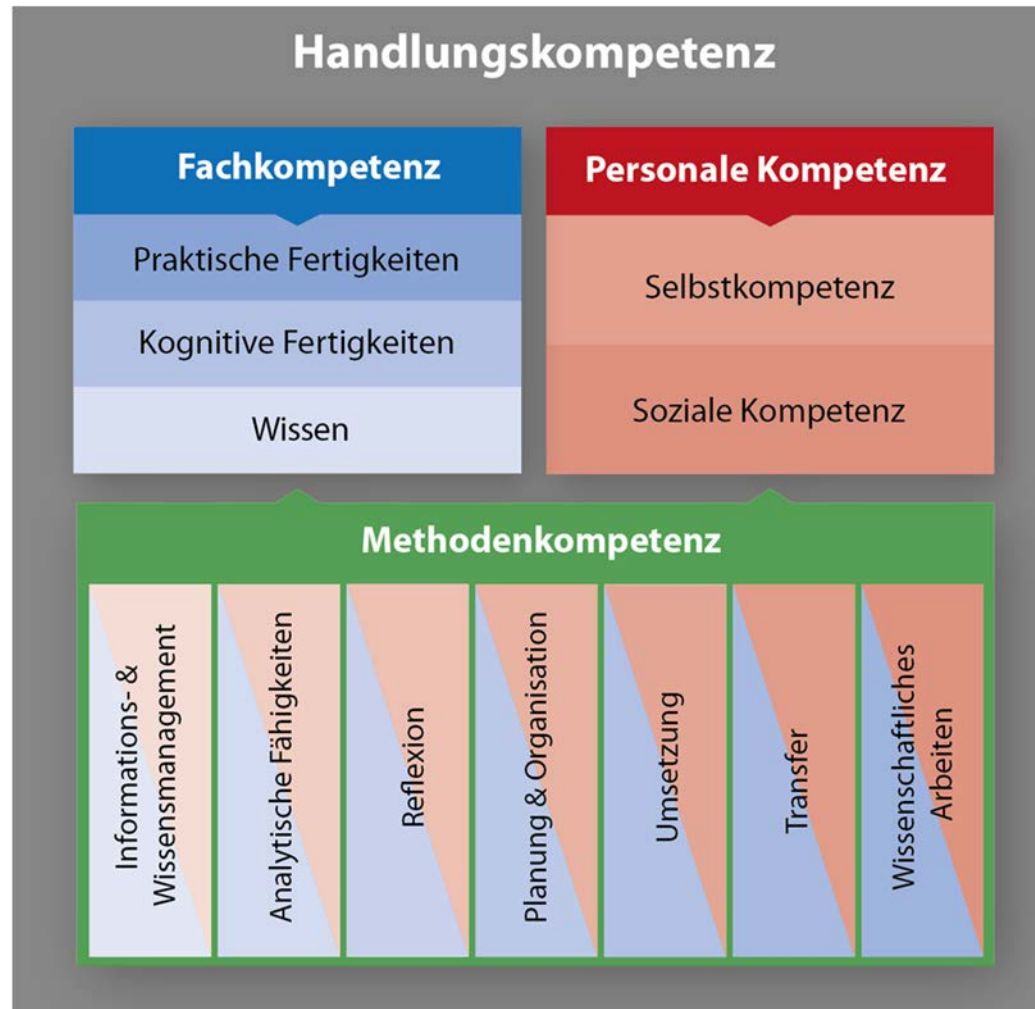 Handlungskompetenz
Fachkompetenz
Praktische Fertigkeiten
Kognitive Fertigkeiten
Wissen
Personale Kompetenz
Selbstkompetenz
Soziale Kompetenz
Methodenkompetenz
Informations- &
Wissensmanagement
Analytische Fähigkeiten
Reflexion
Planung & Organisation
Umsetzung
Transfer
Wissenschaftliches
Arbeiten